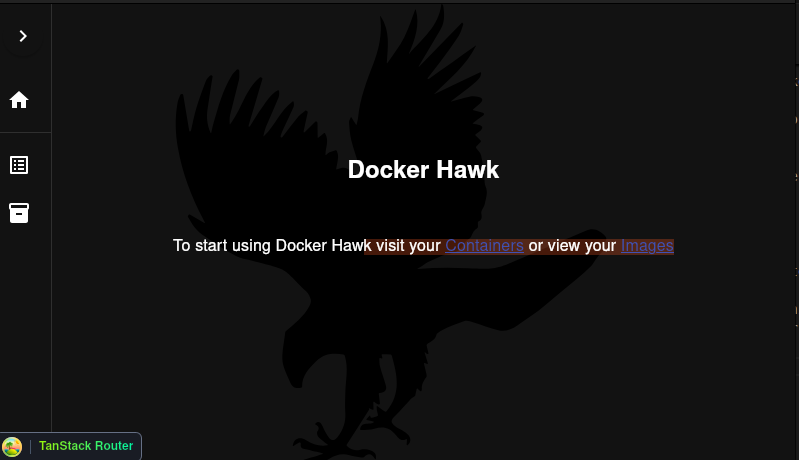 Docker Hawk
To start using Docker Hawk visit your Containers or view your Images
TanStack Router